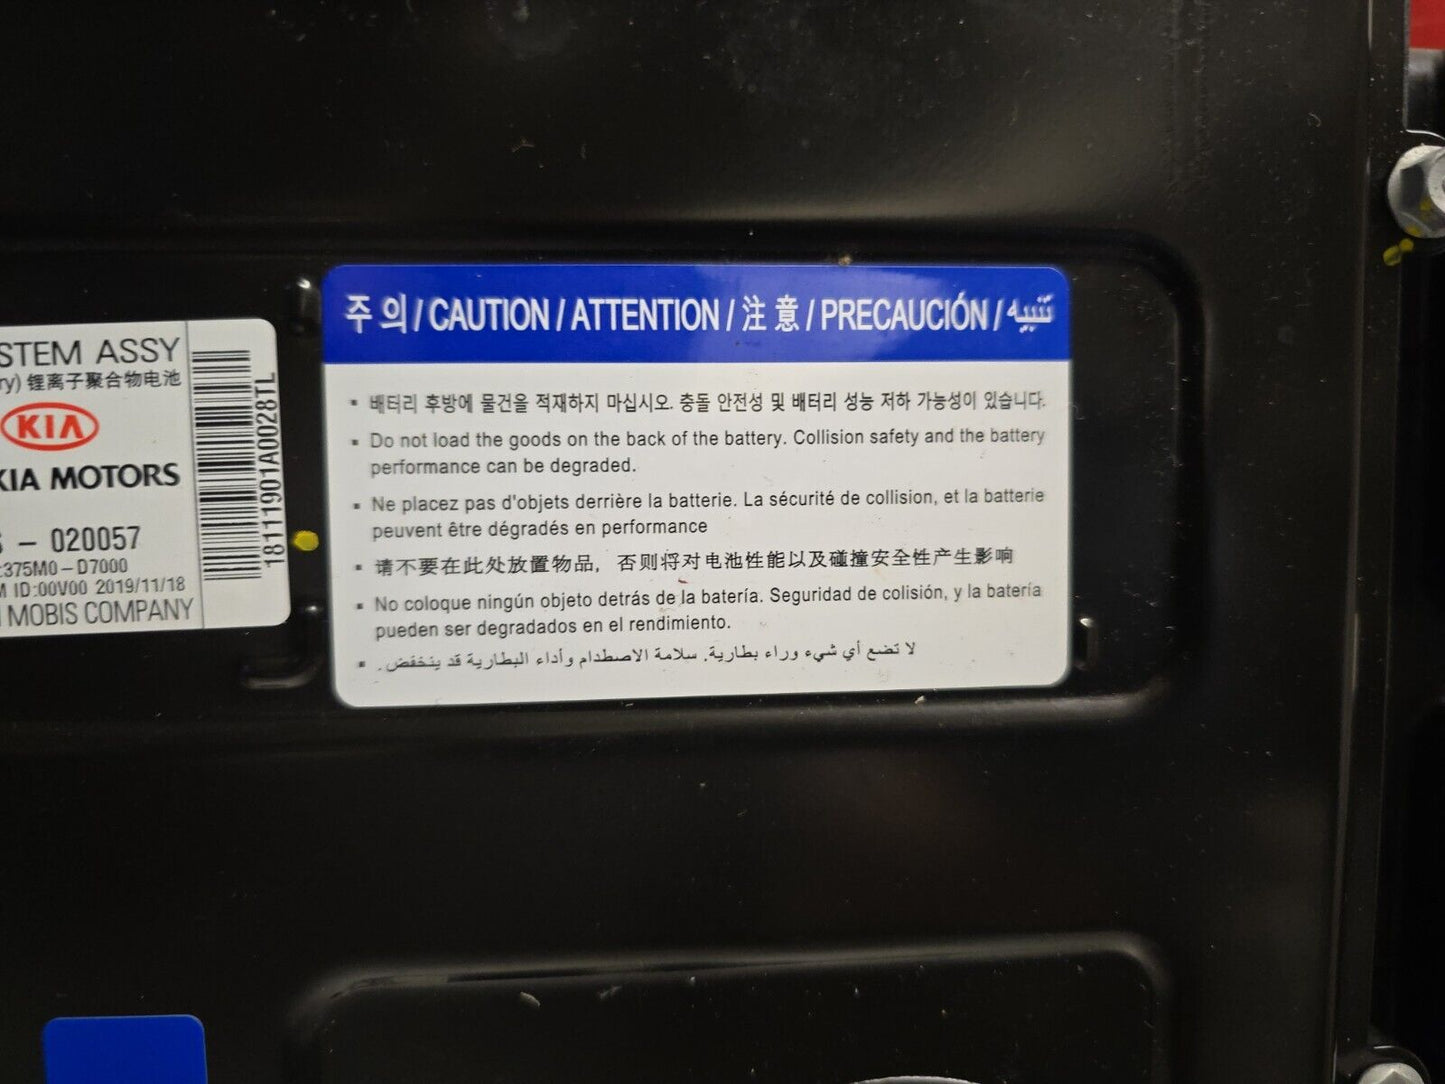 STEM ASSY
ry) 锂离子聚合物电池
KIA
KIA MOTORS
- 020057
:375M0-D7000
M ID:00V00 2019/11/18
I MOBIS COMPANY
18111901A0028TL
주 의 / CAUTION / ATTENTION / 注 意 / PRECAUCIÓN / تنبيه
▪ 배터리 후방에 물건을 적재하지 마십시오. 충돌 안전성 및 배터리 성능 저하 가능성이 있습니다.
▪ Do not load the goods on the back of the battery. Collision safety and the battery
performance can be degraded.
▪ Ne placez pas d'objets derrière la batterie. La sécurité de collision, et la batterie
peuvent être dégradés en performance
▪ 请不要在此处放置物品, 否则将对电池性能以及碰撞安全性产生影响
▪ No coloque ningún objeto detrás de la batería. Seguridad de colisión, y la batería
pueden ser degradados en el rendimiento.
▪ لا تضع أي شيء وراء بطارية. سلامة الاصطدام وأداء البطارية قد ينخفض.